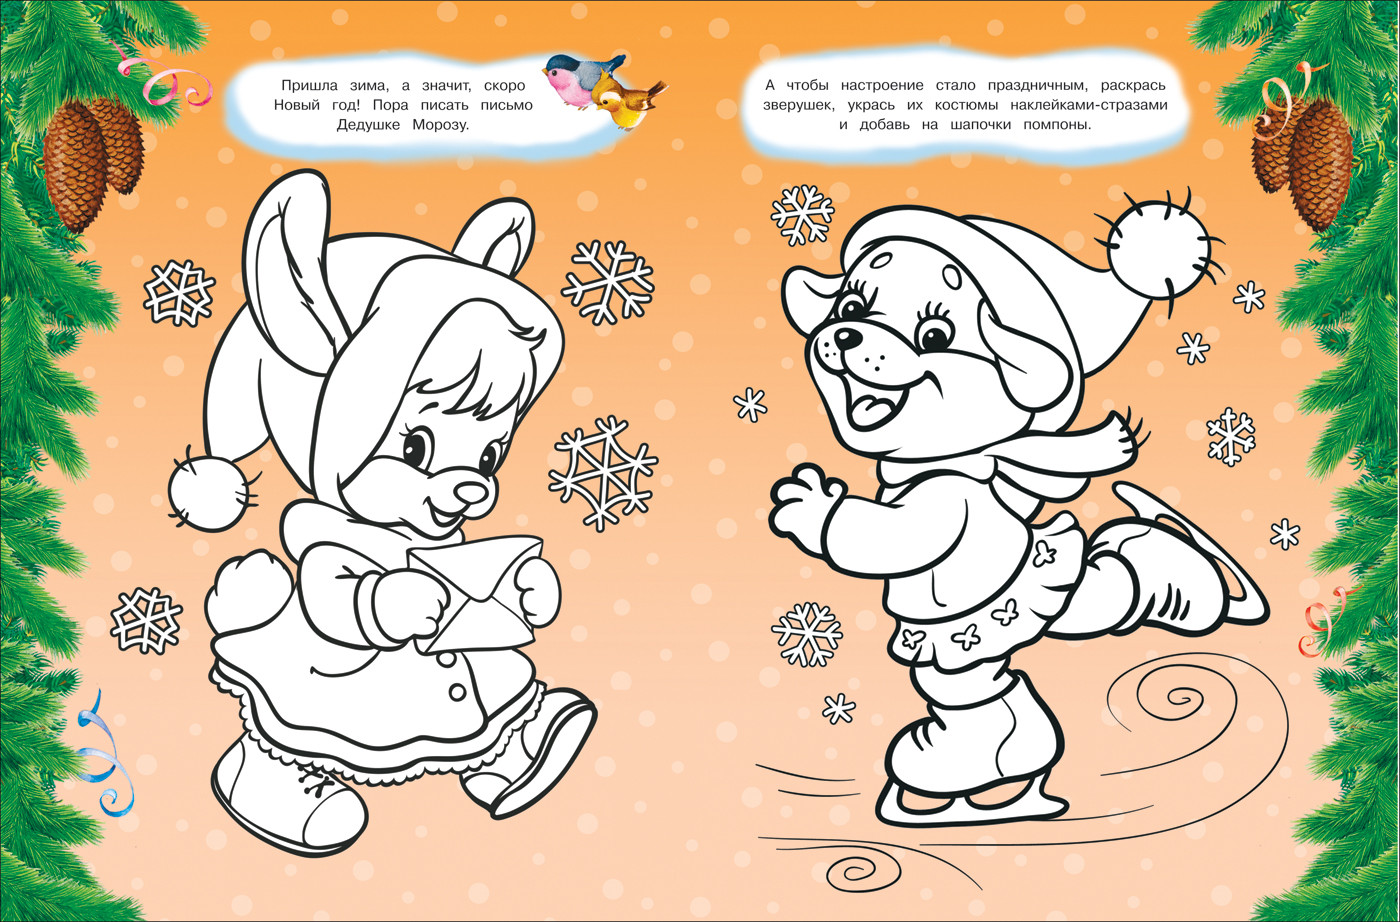 Пришла зима, а значит, скоро
Новый год! Пора писать письмо
Дедушке Морозу.
А чтобы настроение стало праздничным, раскрась
зверушек, укрась их костюмы наклейками-стразами
и добавь на шапочки помпоны.